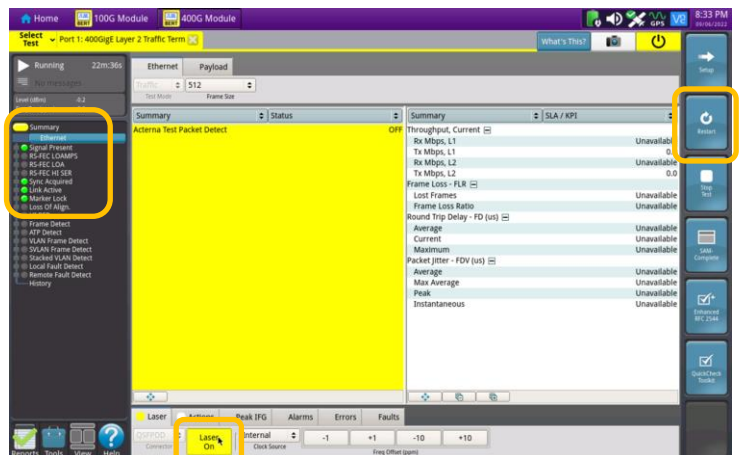 Home
100G Module
400G Module
GPS
8:33 PM
09/06/2022
Select Test
Port 1: 400GigE Layer 2 Traffic Term
What's This?
Running 22m:36s
No messages
Level (dBm) 0.2
Ethernet Payload
Traffic 512
Test Mode Frame Size
Setup
Restart
Stop Test
SAM-Complete
Enhanced RFC 2544
QuickCheck Toolkit
Summary
Ethernet
Signal Present
RS-FEC LOAMPS
RS-FEC LOA
RS-FEC HI SER
Sync Acquired
Link Active
Marker Lock
Loss Of Align.
Frame Detect
ATP Detect
VLAN Frame Detect
SVLAN Frame Detect
Stacked VLAN Detect
Local Fault Detect
Remote Fault Detect
History
Summary Status
Acterna Test Packet Detect OFF
Summary SLA / KPI
Throughput, Current
Rx Mbps, L1 Unavailable
Tx Mbps, L1 0.
Rx Mbps, L2 Unavailable
Tx Mbps, L2 0.0
Frame Loss - FLR
Lost Frames Unavailable
Frame Loss Ratio Unavailable
Round Trip Delay - FD (us)
Average Unavailable
Current Unavailable
Maximum Unavailable
Packet Jitter - FDV (us)
Average Unavailable
Max Average Unavailable
Peak Unavailable
Instantaneous Unavailable
Laser Actions Peak IFG Alarms Errors Faults
QSFPDD
Connector
Laser On
Internal
Clock Source
-1 +1 -10 +10
Freq Offset (ppm)
Reports Tools View Help